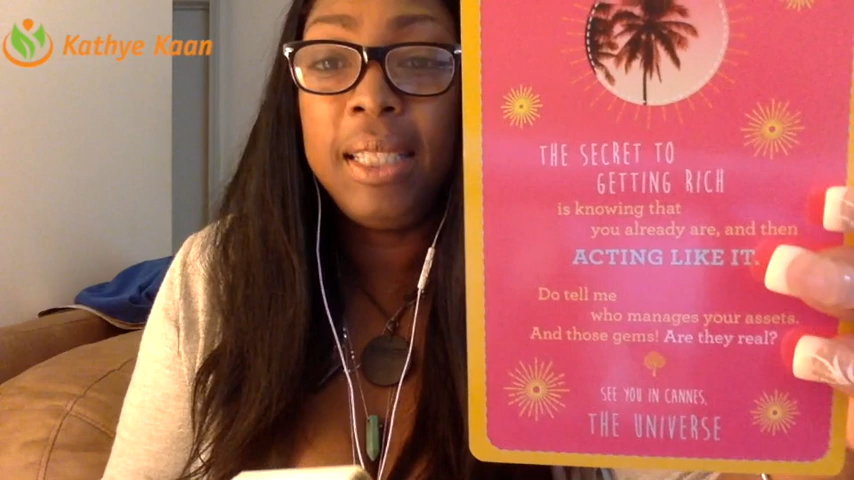 Kathye Kaan
THE SECRET TO
GETTING RICH
is knowing that
you already are, and then
ACTING LIKE IT.
Do tell me
who manages your assets.
And those gems! Are they real?
SEE YOU IN CANNES,
THE UNIVERSE